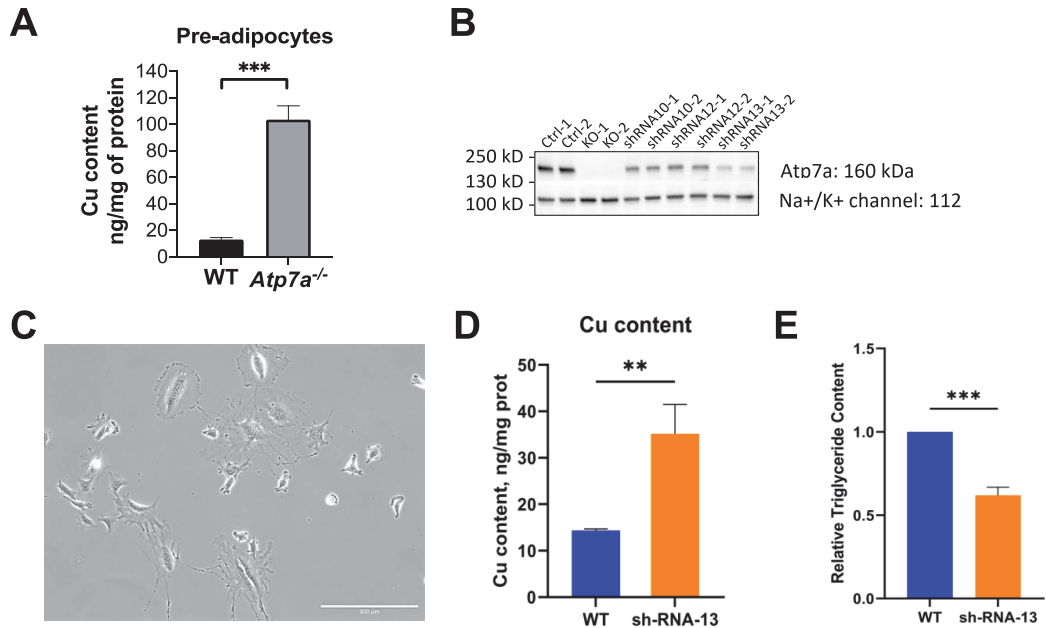 A
Pre-adipocytes
***
Cu content
ng/mg of protein
140
120
100
80
60
40
20
0
WT
Atp7a-/-
B
Ctrl-1
Ctrl-2
KO-1
KO-2
shRNA10-1
shRNA10-2
shRNA12-1
shRNA12-2
shRNA13-1
shRNA13-2
250 kD
130 kD
100 kD
Atp7a: 160 kDa
Na+/K+ channel: 112
C
300 µm
D
Cu content
**
Cu content, ng/mg prot
50
40
30
20
10
0
WT
sh-RNA-13
E
***
Relative Triglyceride Content
1.5
1.0
0.5
0.0
WT
sh-RNA-13